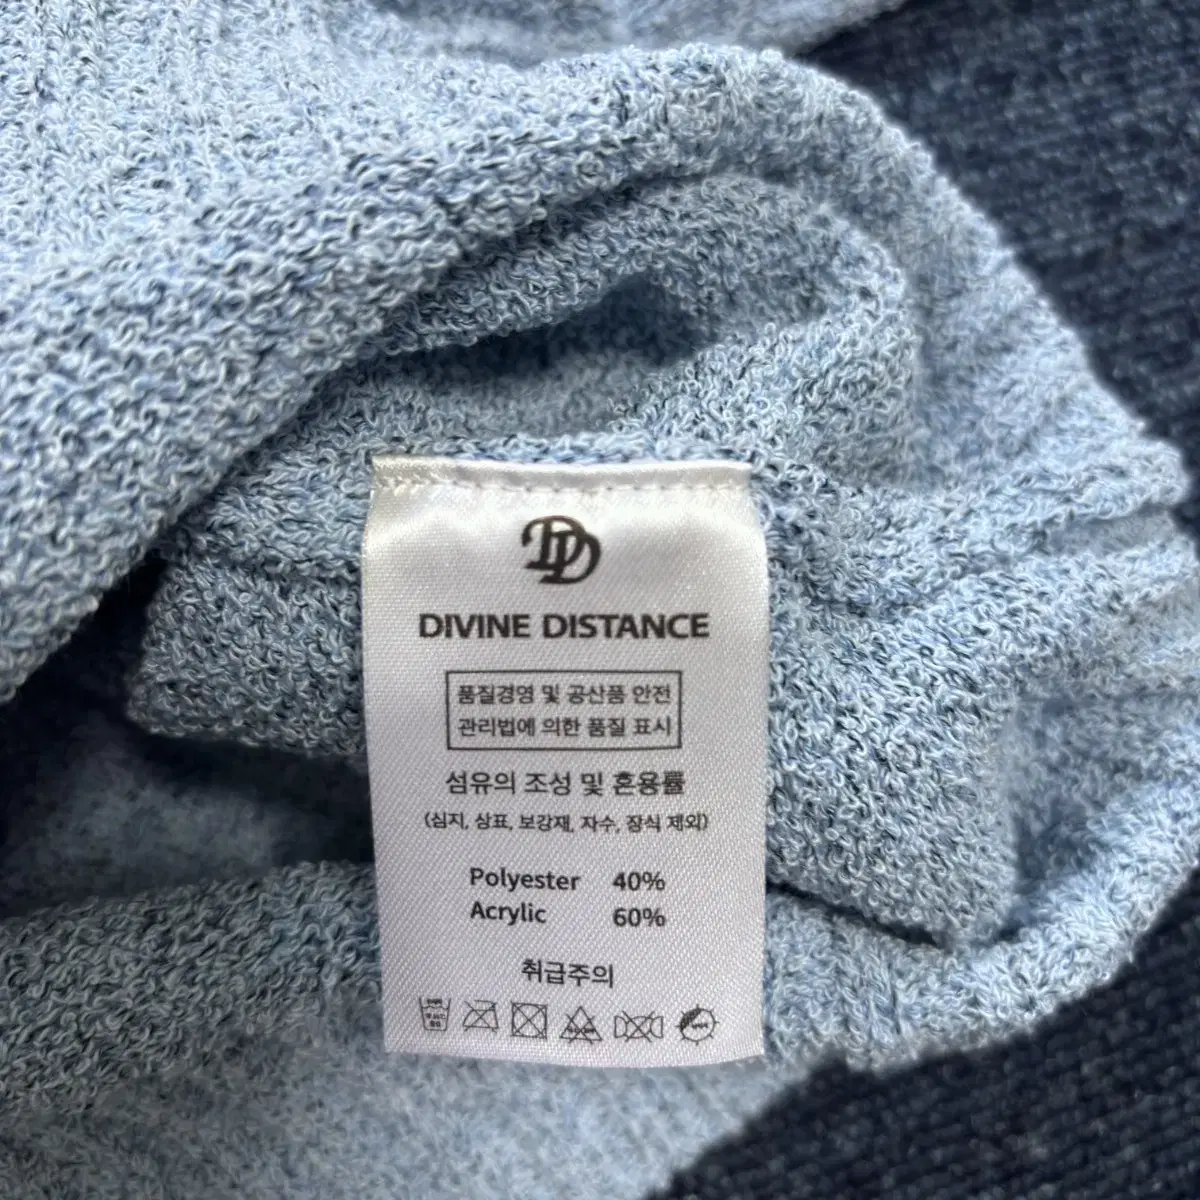 DD
DIVINE DISTANCE
품질경영 및 공산품 안전
관리법에 의한 품질 표시
섬유의 조성 및 혼용률
(심지, 상표, 보강재, 자수, 장식 제외)
Polyester 40%
Acrylic 60%
취급주의